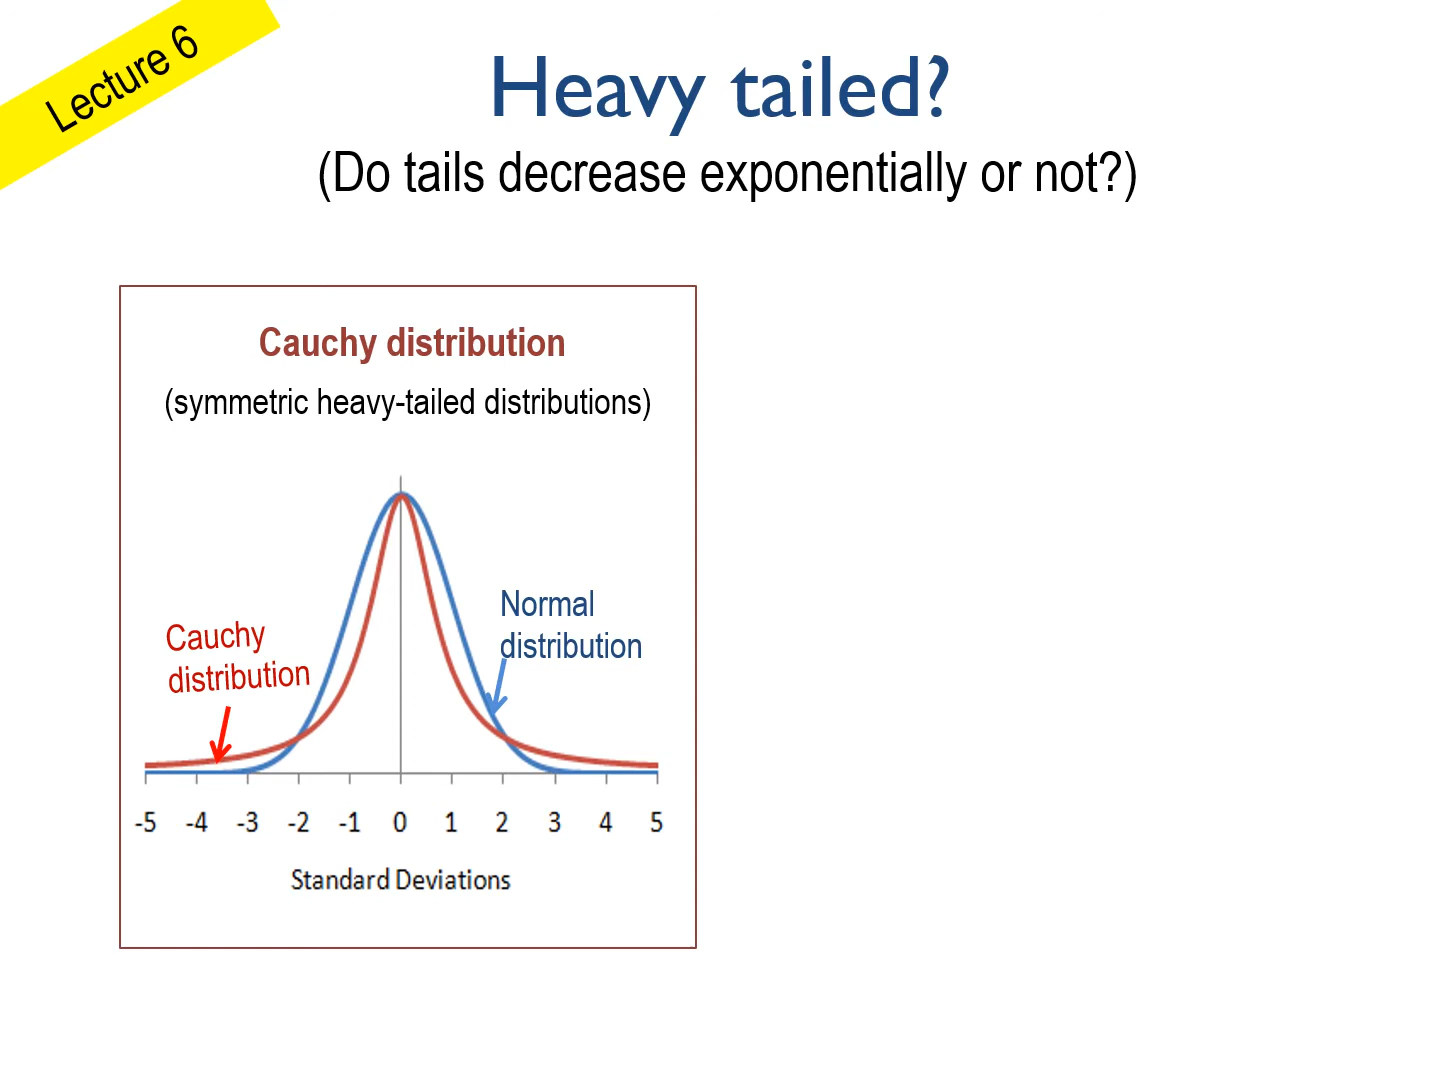 Lecture 6
Heavy tailed?
(Do tails decrease exponentially or not?)
Cauchy distribution
(symmetric heavy-tailed distributions)
Normal
distribution
Cauchy
distribution
-5 -4 -3 -2 -1 0 1 2 3 4 5
Standard Deviations